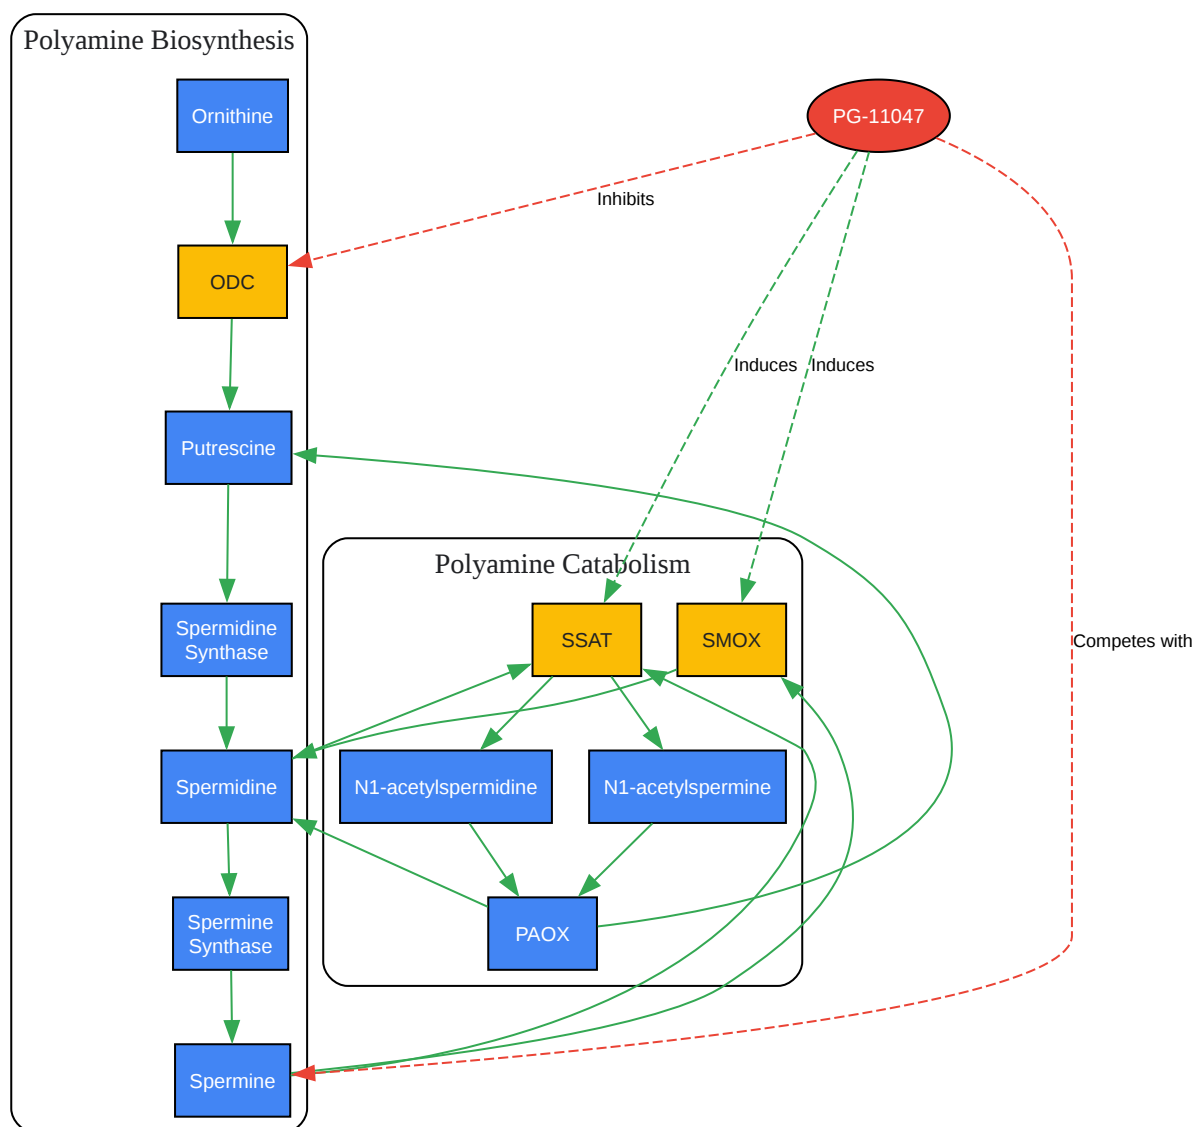 Polyamine Biosynthesis
Ornithine
PG-11047
Inhibits
ODC
Induces
Induces
Putrescine
Polyamine Catabolism
Spermidine
Synthase
SSAT
SMOX
Competes with
Spermidine
N1-acetylspermidine
N1-acetylspermine
Spermine
Synthase
PAOX
Spermine